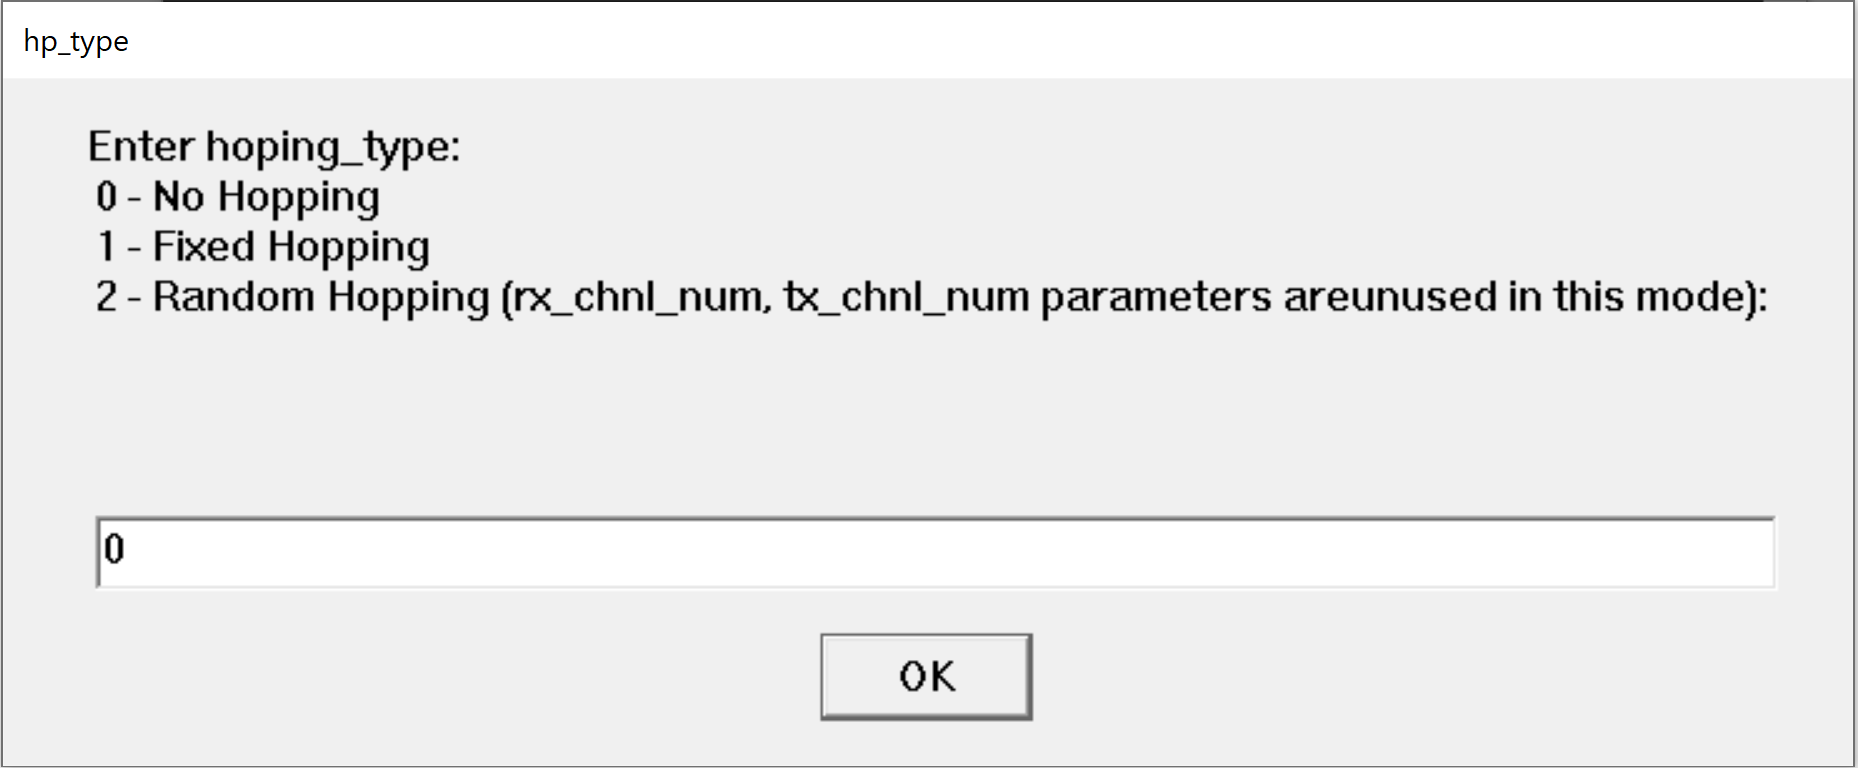 hp_type
Enter hoping_type:
0 - No Hopping
1 - Fixed Hopping
2 - Random Hopping (rx_chnl_num, tx_chnl_num parameters areunused in this mode):
0
OK